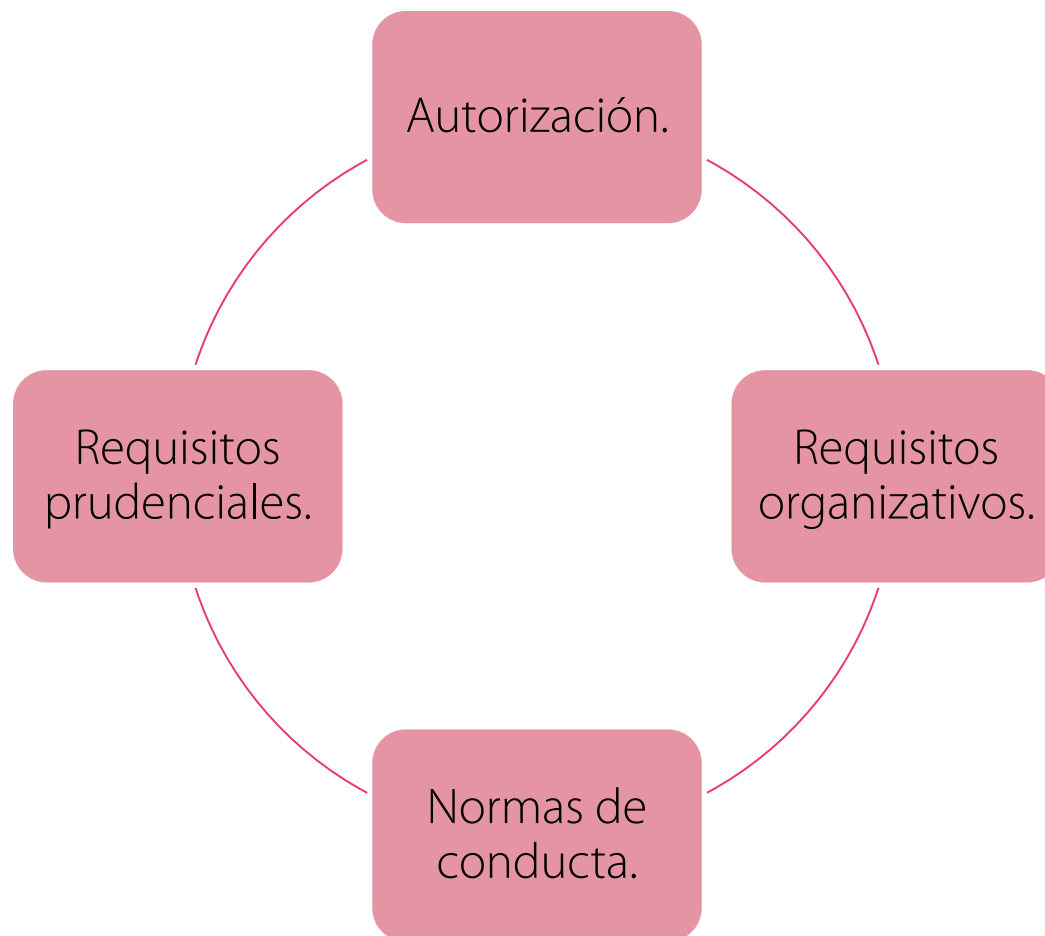 Autorización.
Requisitos
organizativos.
Normas de
conducta.
Requisitos
prudenciales.